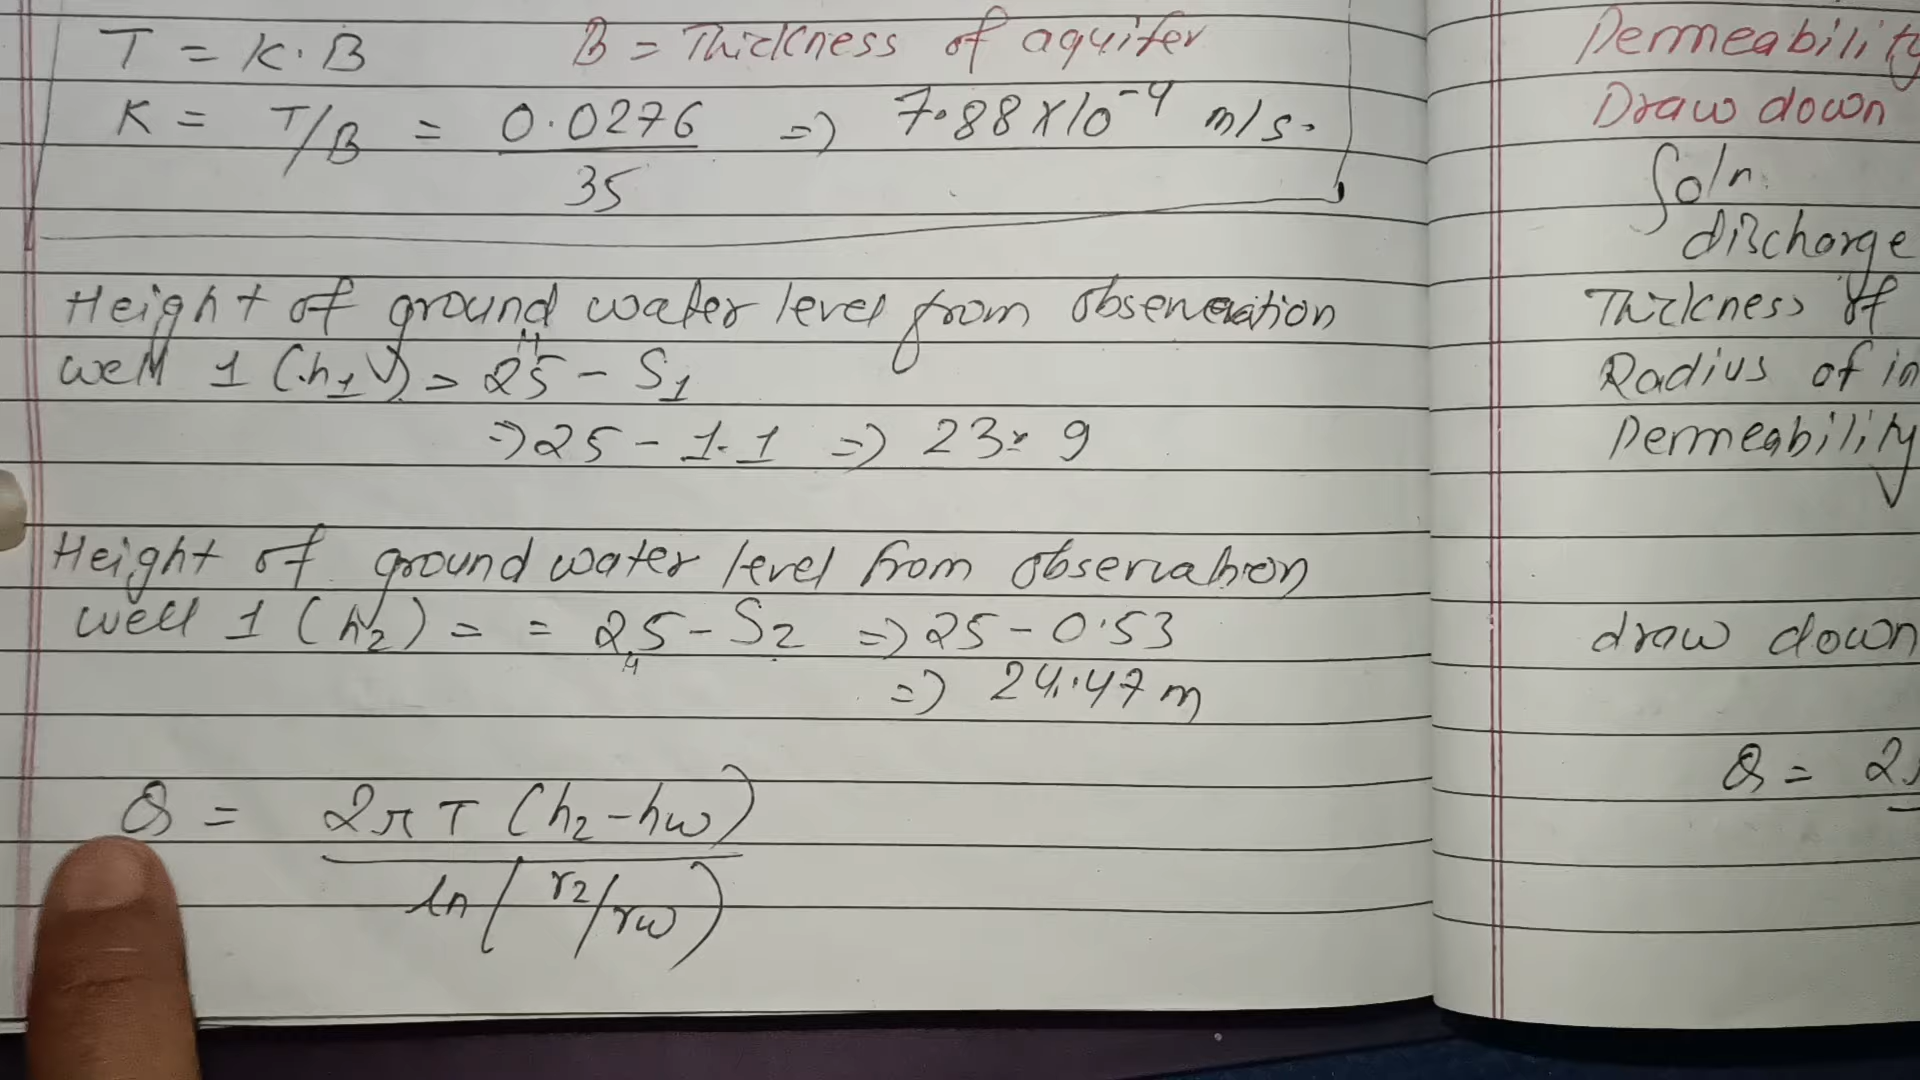 T = K. B B = Thickness of aquifer
K = T/B = 0.0276 => 7.88 X10-4 m/s.
35
Height of ground water level from observation
well 1 (h1) = 25 - S1
=> 25 - 1.1 => 23.9
Height of ground water level from observation
well 1 (h2) = = 25 - S2 => 25 - 0.53
=> 24.47 m
Q = 2π T (h2-hw)
ln (r2/rw)
Permeability
Draw down
Soln.
discharge
Thickness of
Radius of in
Permeability
draw down
Q = 2